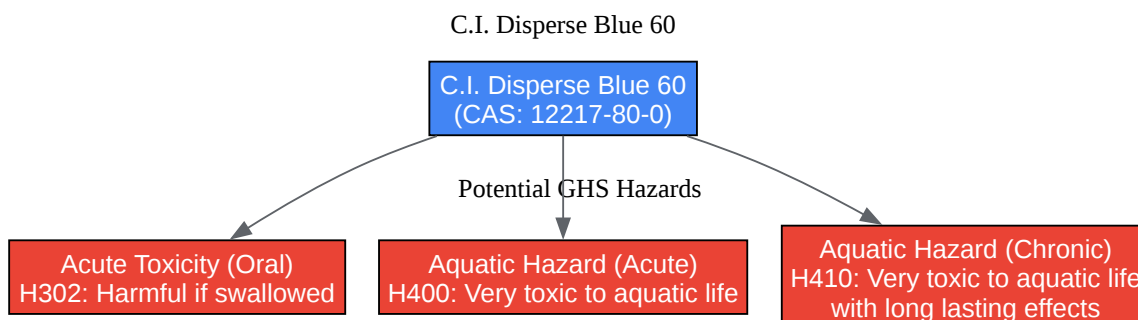 C.I. Disperse Blue 60
C.I. Disperse Blue 60
(CAS: 12217-80-0)
Potential GHS Hazards
Acute Toxicity (Oral)
H302: Harmful if swallowed
Aquatic Hazard (Acute)
H400: Very toxic to aquatic life
Aquatic Hazard (Chronic)
H410: Very toxic to aquatic life
with long lasting effects